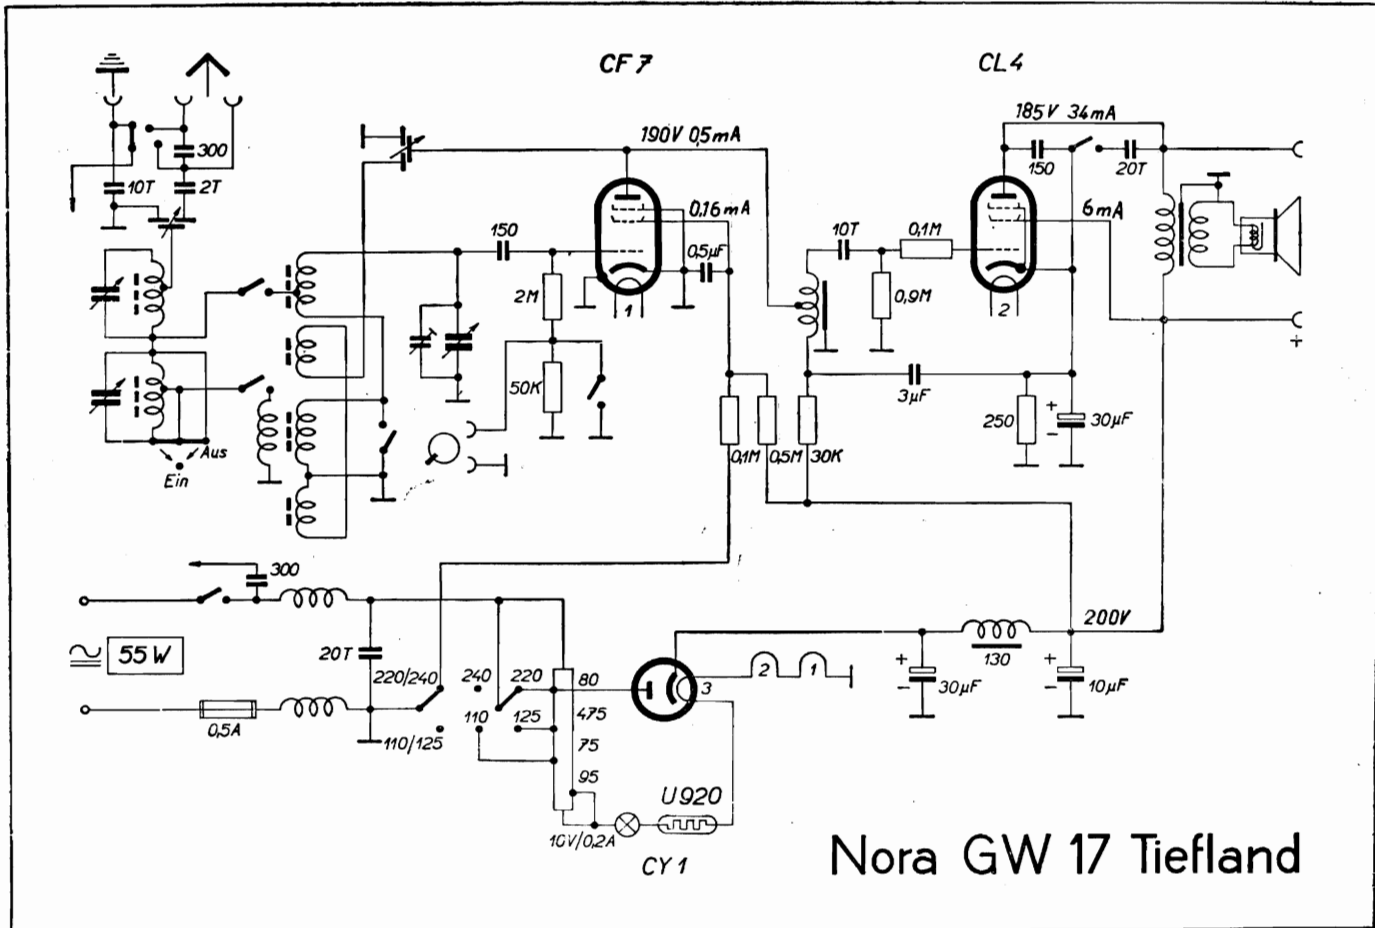 CF 7
CL 4
185V 34mA
190V 0,5mA
300
150
20T
10T
2T
0,16mA
6mA
150
10T
0,1M
0,5µF
2M
0,9M
1
2
50K
3µF
250
+
-
30µF
+
Aus
Ein
0,1M
0,5M
30K
300
200V
55 W
20T
220/240
240
220
80
2
1
3
130
+
-
30µF
+
-
10µF
475
0,5A
110/125
110
125
75
95
U920
10V/0,2A
CY 1
Nora GW 17 Tiefland